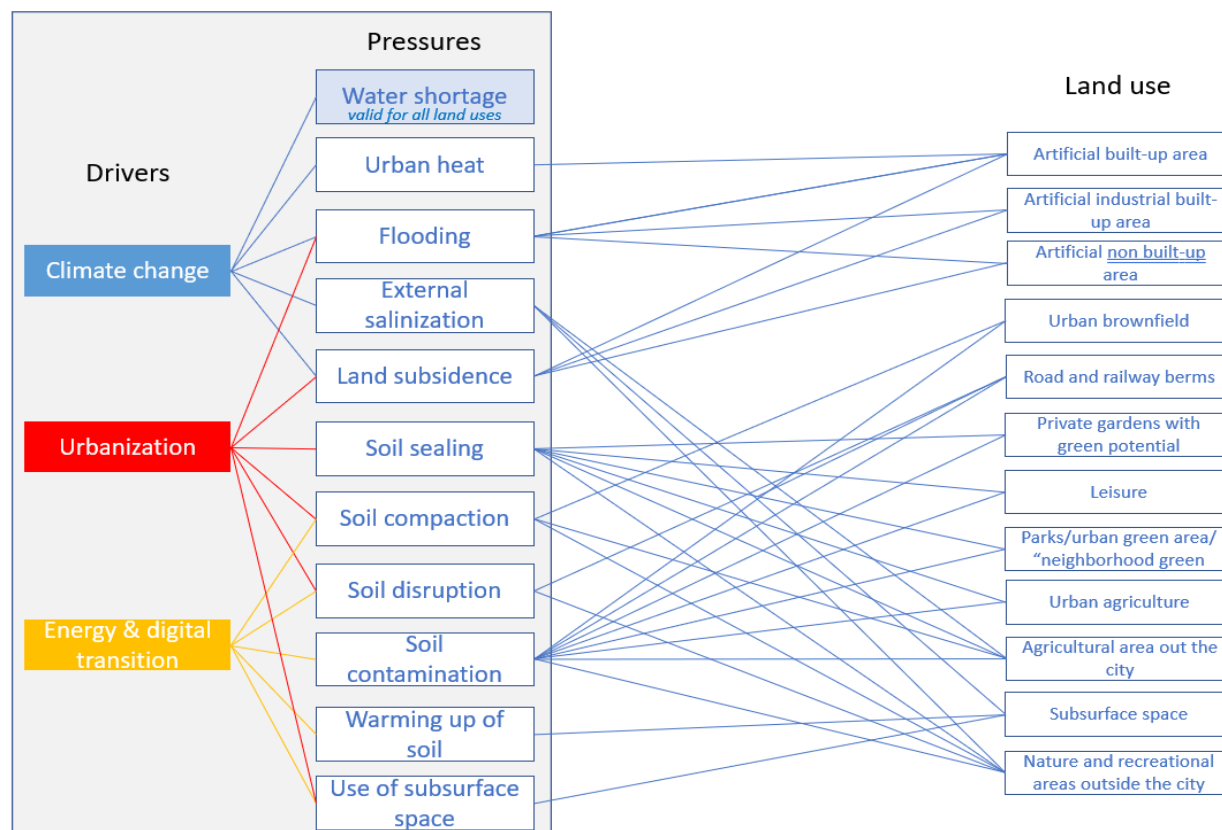 Pressures
Water shortage
valid for all land uses
Land use
Artificial built-up area
Urban heat
Drivers
Artificial industrial built-
up area
Flooding
Artificial non built-up
area
Climate change
External
salinization
Urban brownfield
Land subsidence
Road and railway berms
Private gardens with
green potential
Urbanization
Soil sealing
Leisure
Soil compaction
Parks/urban green area/
“neighborhood green
Soil disruption
Urban agriculture
Energy & digital
transition
Soil
contamination
Agricultural area out the
city
Warming up of
soil
Subsurface space
Nature and recreational
areas outside the city
Use of subsurface
space